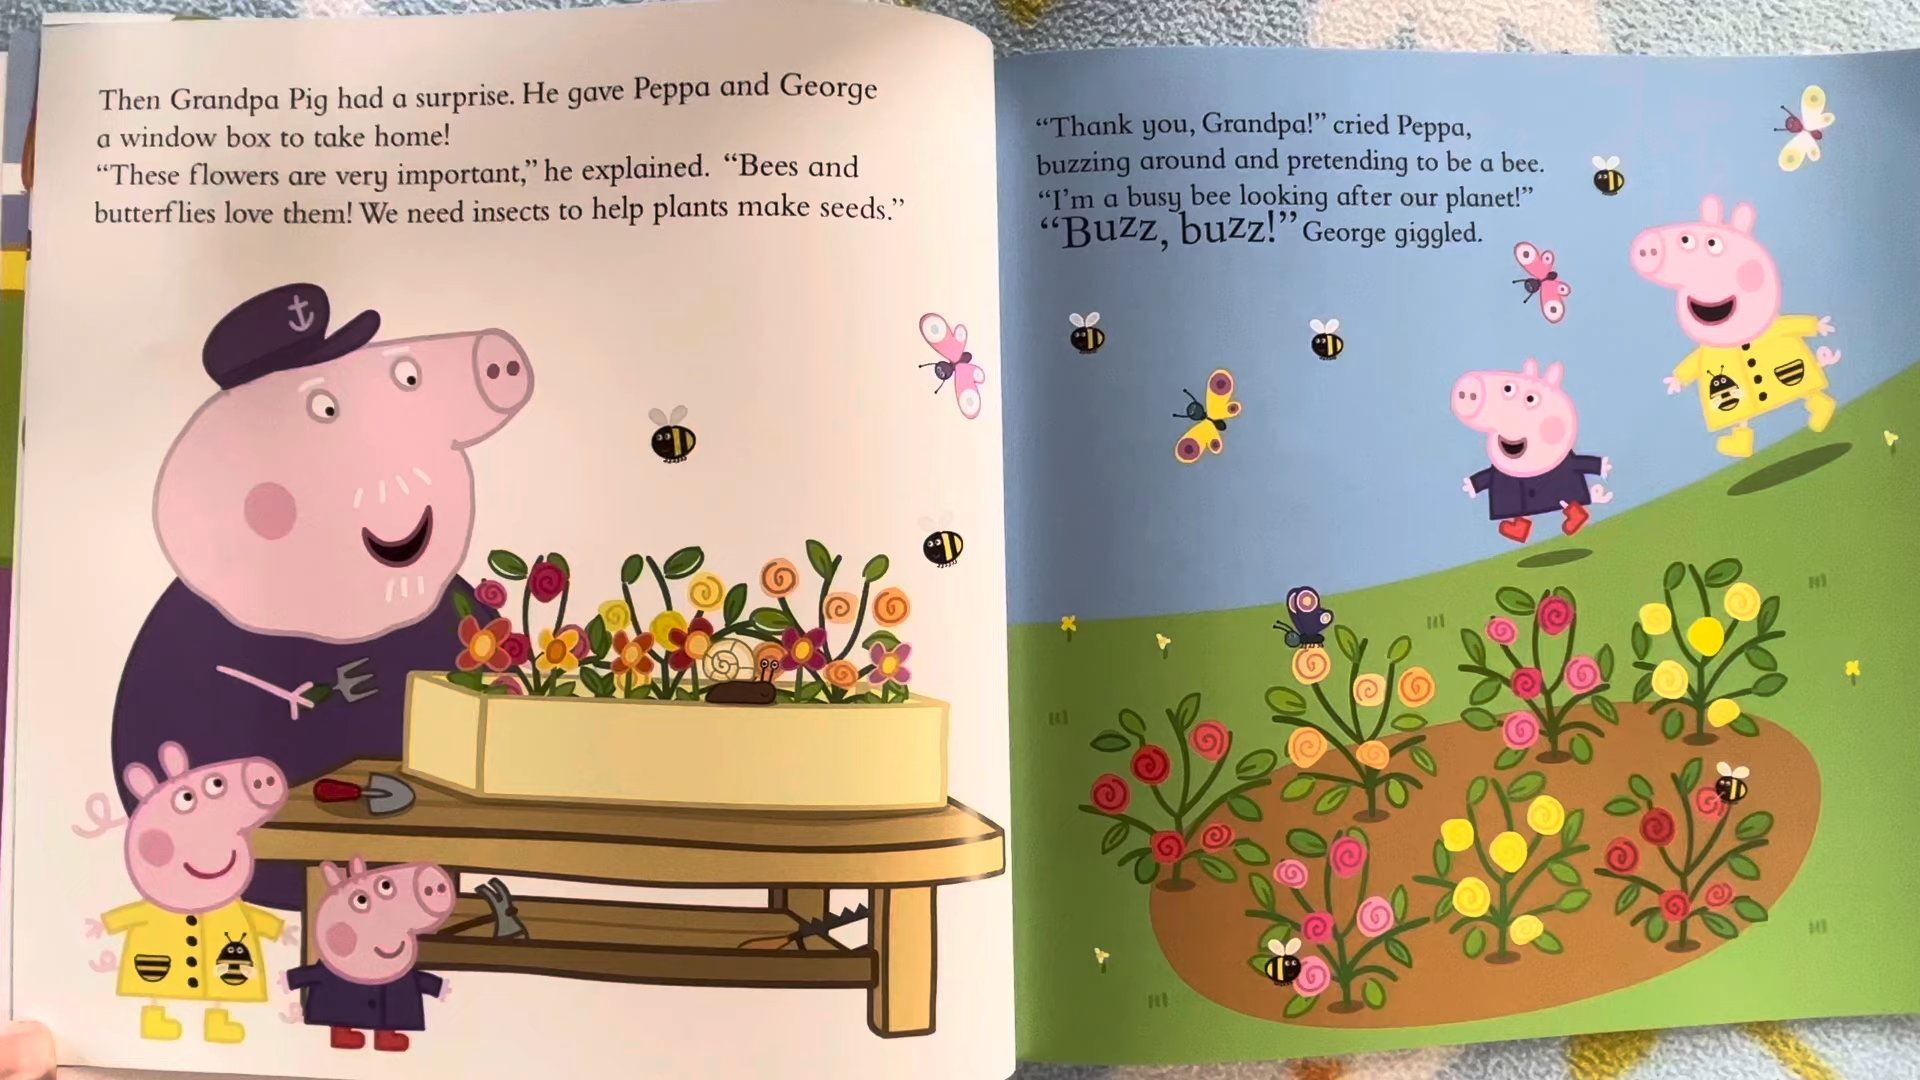 Then Grandpa Pig had a surprise. He gave Peppa and George
a window box to take home!
“These flowers are very important,” he explained. “Bees and
butterflies love them! We need insects to help plants make seeds.”
“Thank you, Grandpa!” cried Peppa,
buzzing around and pretending to be a bee.
“I’m a busy bee looking after our planet!”
“Buzz, buzz!” George giggled.